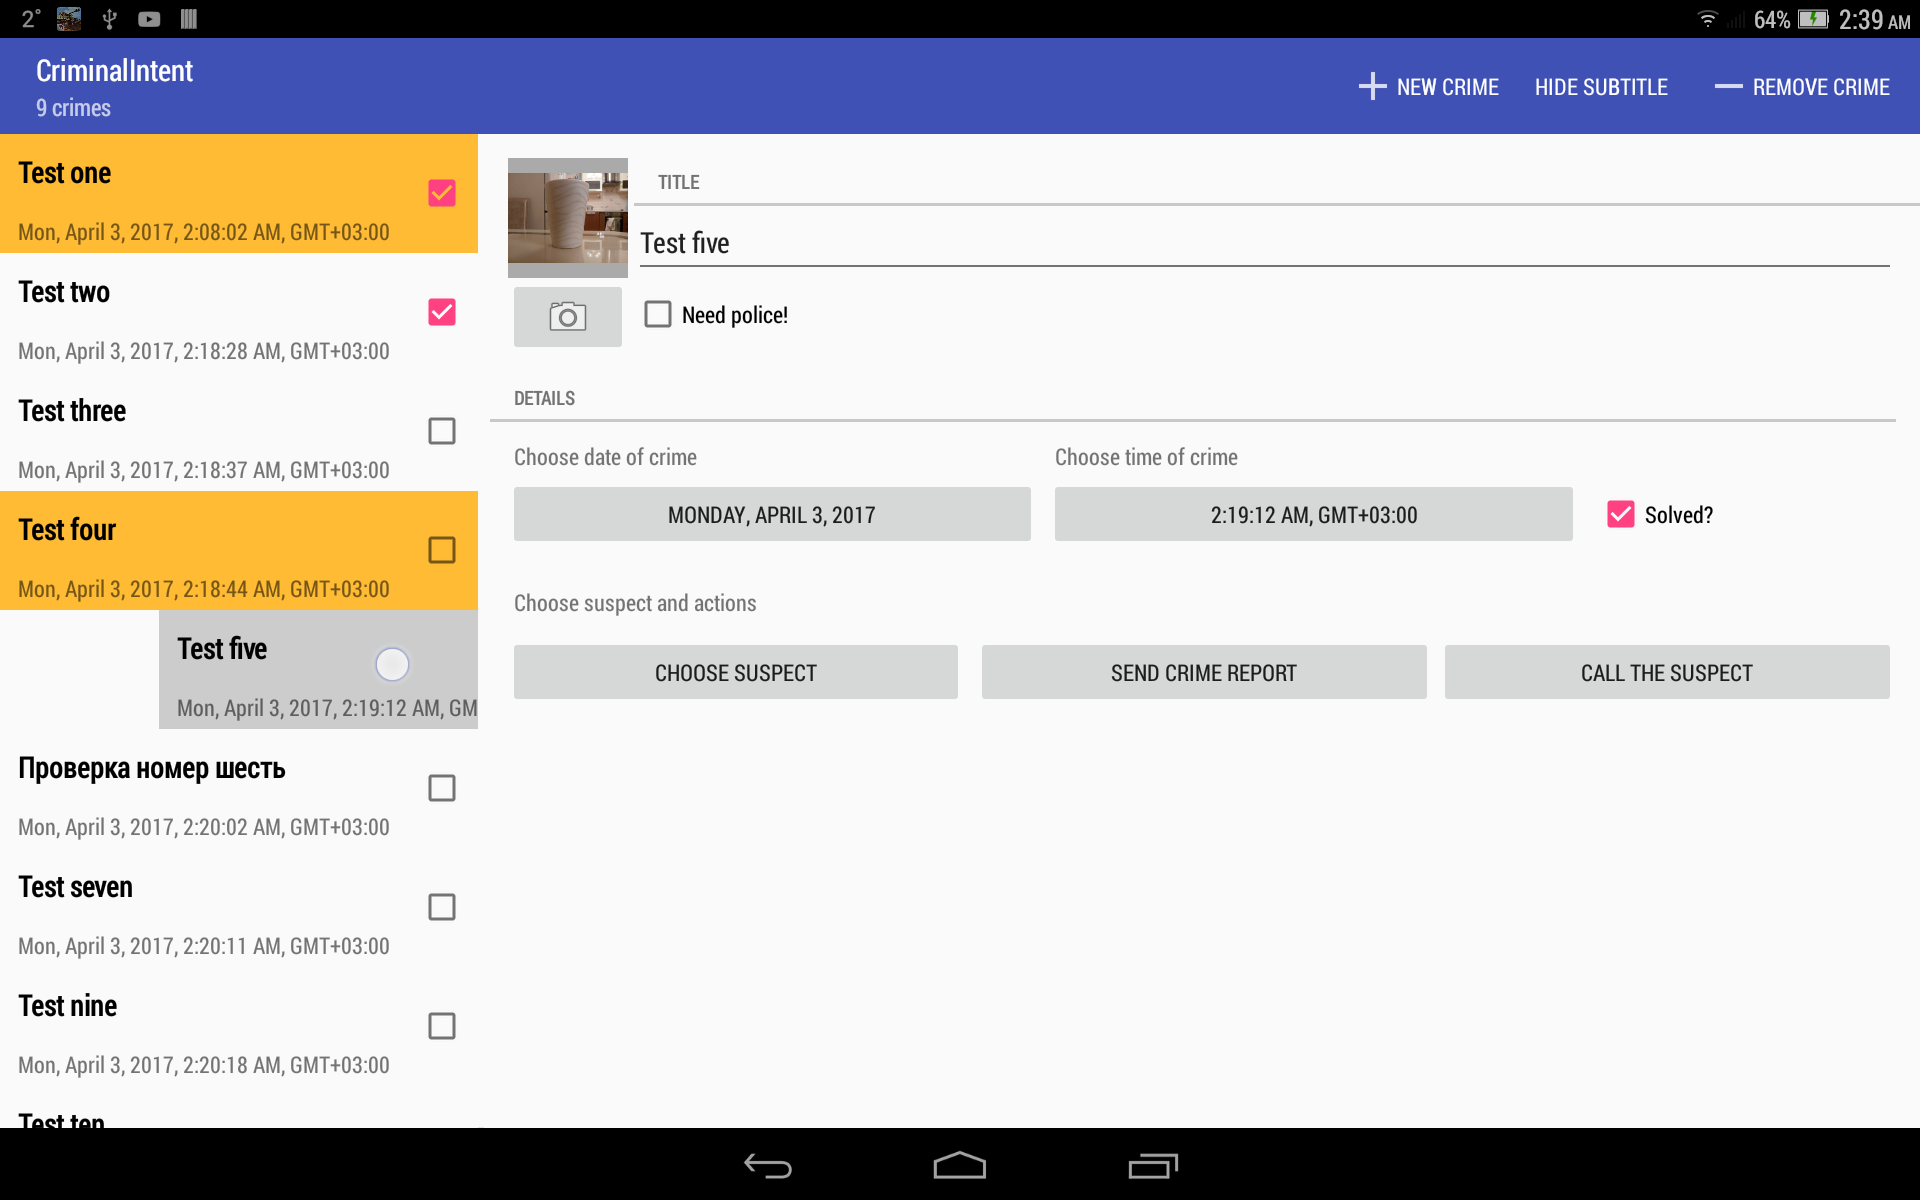 2°
64%
2:39 AM
CriminalIntent
9 crimes
NEW CRIME
HIDE SUBTITLE
REMOVE CRIME
Test one
Mon, April 3, 2017, 2:08:02 AM, GMT+03:00
Test two
Mon, April 3, 2017, 2:18:28 AM, GMT+03:00
Test three
Mon, April 3, 2017, 2:18:37 AM, GMT+03:00
Test four
Mon, April 3, 2017, 2:18:44 AM, GMT+03:00
Test five
Mon, April 3, 2017, 2:19:12 AM, GM
Проверка номер шесть
Mon, April 3, 2017, 2:20:02 AM, GMT+03:00
Test seven
Mon, April 3, 2017, 2:20:11 AM, GMT+03:00
Test nine
Mon, April 3, 2017, 2:20:18 AM, GMT+03:00
Test ten
TITLE
Test five
Need police!
DETAILS
Choose date of crime
Choose time of crime
MONDAY, APRIL 3, 2017
2:19:12 AM, GMT+03:00
Solved?
Choose suspect and actions
CHOOSE SUSPECT
SEND CRIME REPORT
CALL THE SUSPECT